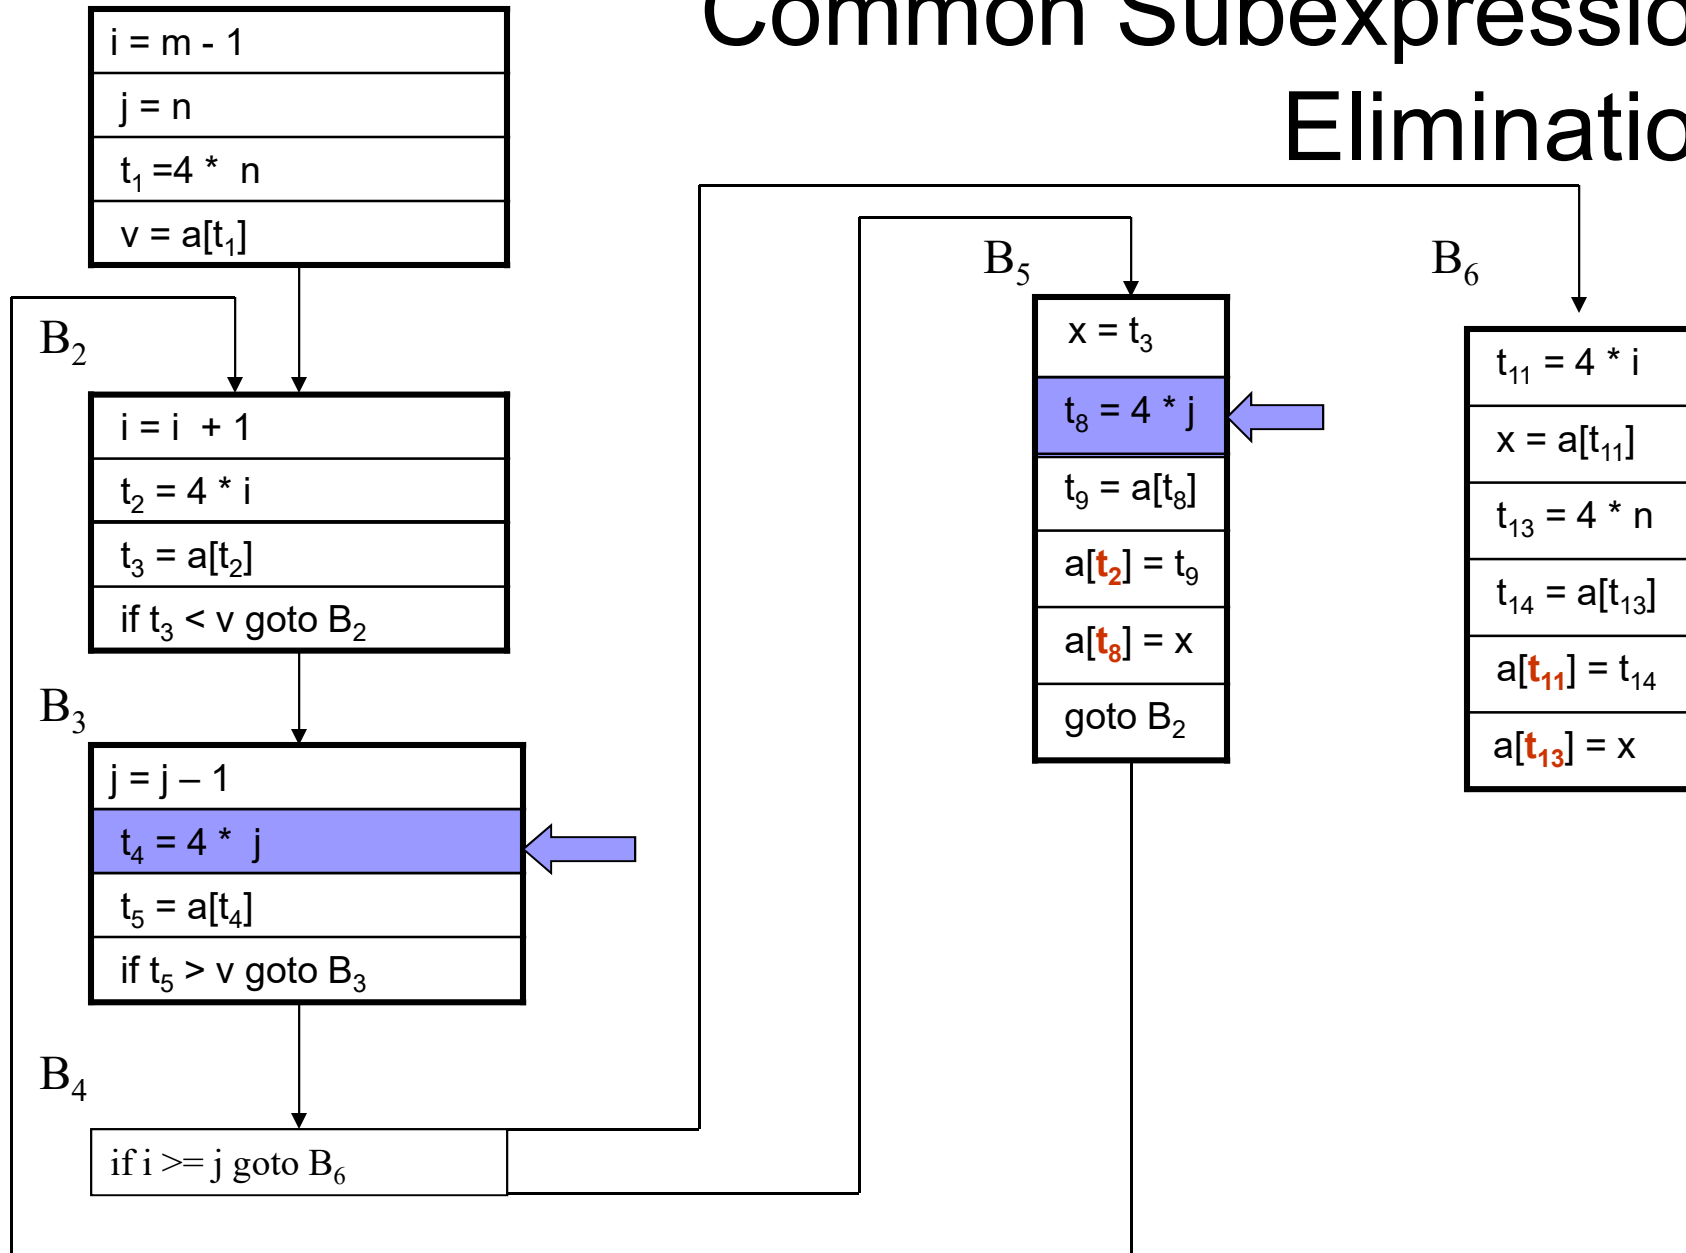 Common Subexpressio
Eliminatio
i = m - 1
j = n
t₁ =4 * n
v = a[t₁]
B₂
i = i + 1
t₂ = 4 * i
t₃ = a[t₂]
if t₃ < v goto B₂
B₃
j = j – 1
t₄ = 4 * j
t₅ = a[t₄]
if t₅ > v goto B₃
B₄
if i >= j goto B₆
B₅
x = t₃
t₈ = 4 * j
t₉ = a[t₈]
a[t₂] = t₉
a[t₈] = x
goto B₂
B₆
t₁₁ = 4 * i
x = a[t₁₁]
t₁₃ = 4 * n
t₁₄ = a[t₁₃]
a[t₁₁] = t₁₄
a[t₁₃] = x